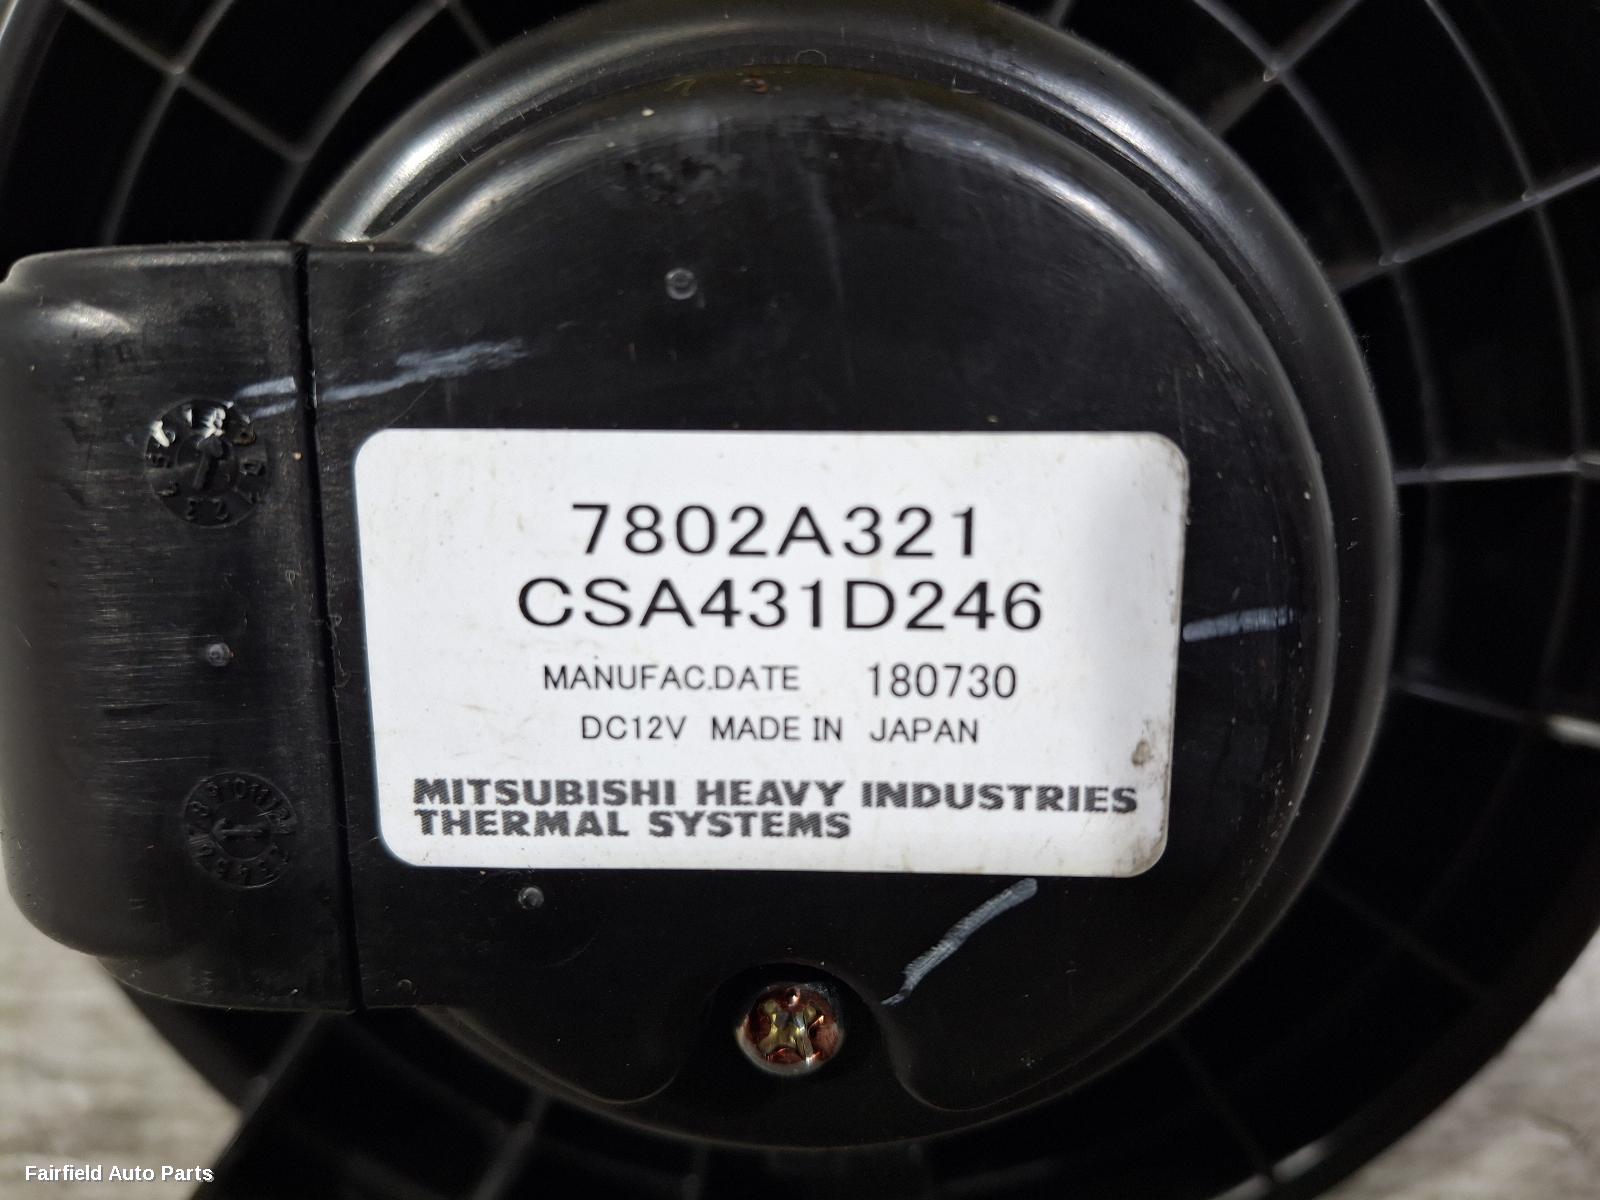 7802A321
CSA431D246
MANUFAC.DATE 180730
DC12V MADE IN JAPAN
MITSUBISHI HEAVY INDUSTRIES
THERMAL SYSTEMS
Fairfield Auto Parts